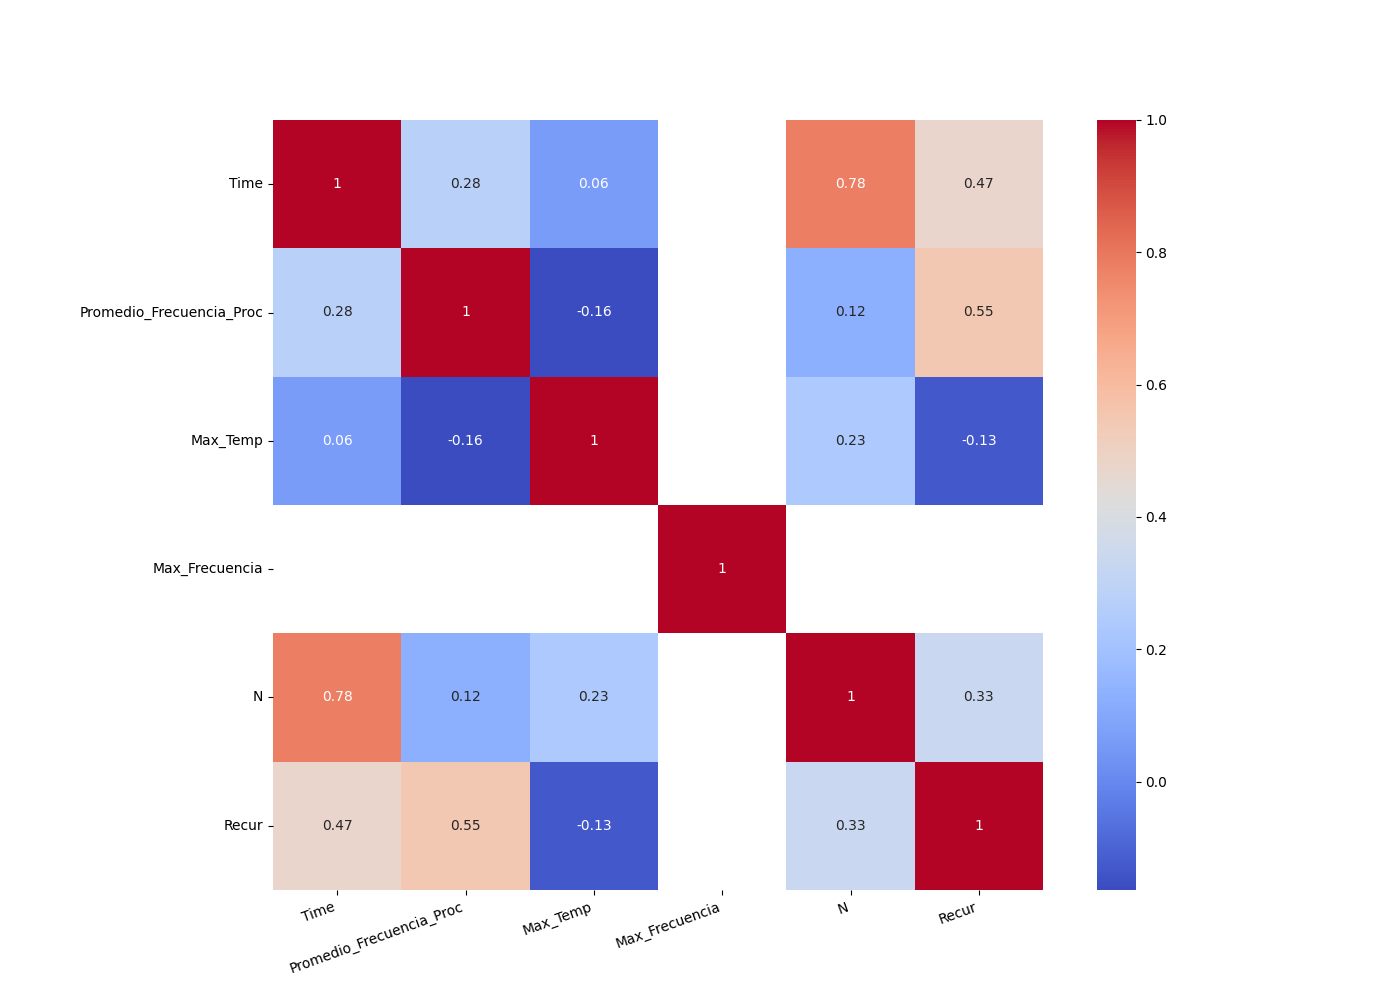 Time 1 0.28 0.06 0.78 0.47
Promedio_Frecuencia_Proc 0.28 1 -0.16 0.12 0.55
Max_Temp 0.06 -0.16 1 0.23 -0.13
Max_Frecuencia 1
N 0.78 0.12 0.23 1 0.33
Recur 0.47 0.55 -0.13 0.33 1
Time Promedio_Frecuencia_Proc Max_Temp Max_Frecuencia N Recur
1.0
0.8
0.6
0.4
0.2
0.0